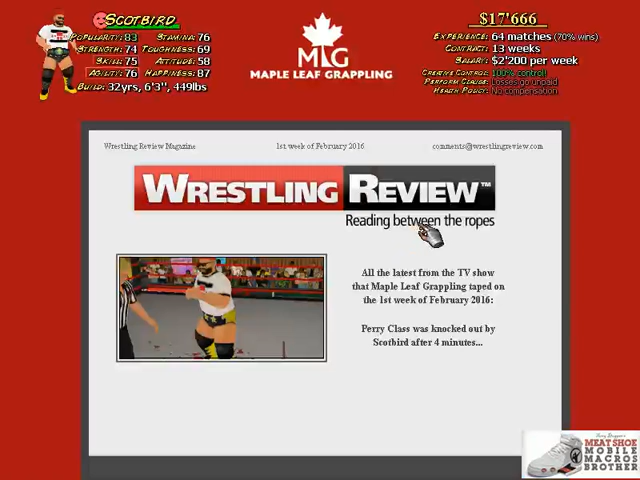 SCOTBIRD
POPULARITY: 83 STAMINA: 76
STRENGTH: 74 TOUGHNESS: 69
SKILL: 75 ATTITUDE: 58
AGILITY: 76 HAPPINESS: 87
BUILD: 32yrs, 6'3", 449lbs
MLG
MAPLE LEAF GRAPPLING
$17'666
EXPERIENCE: 64 matches (70% wins)
CONTRACT: 13 weeks
SALARY: $2'200 per week
CREATIVE CONTROL: 100% control!
PERFORM CLAUSE: Losses go unpaid
HEALTH POLICY: No compensation
Wrestling Review Magazine 1st week of February 2016 comments@wrestlingreview.com
WRESTLING REVIEW™
Reading between the ropes
All the latest from the TV show
that Maple Leaf Grappling taped on
the 1st week of February 2016:
Perry Class was knocked out by
Scotbird after 4 minutes...
MEAT SHOE
MOBILE
MACROS
BROTHER